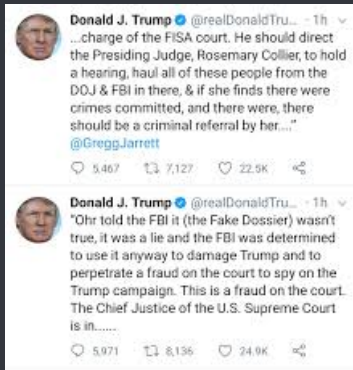 Donald J. Trump @realDonaldTru... · 1h
...charge of the FISA court. He should direct
the Presiding Judge, Rosemary Collier, to hold
a hearing, haul all of these people from the
DOJ & FBI in there, & if she finds there were
crimes committed, and there were, there
should be a criminal referral by her...."
@GreggJarrett
5,467 7,127 22.5K
Donald J. Trump @realDonaldTru... · 1h
"Ohr told the FBI it (the Fake Dossier) wasn't
true, it was a lie and the FBI was determined
to use it anyway to damage Trump and to
perpetrate a fraud on the court to spy on the
Trump campaign. This is a fraud on the court.
The Chief Justice of the U.S. Supreme Court
is in......
5,971 8,136 24.9K